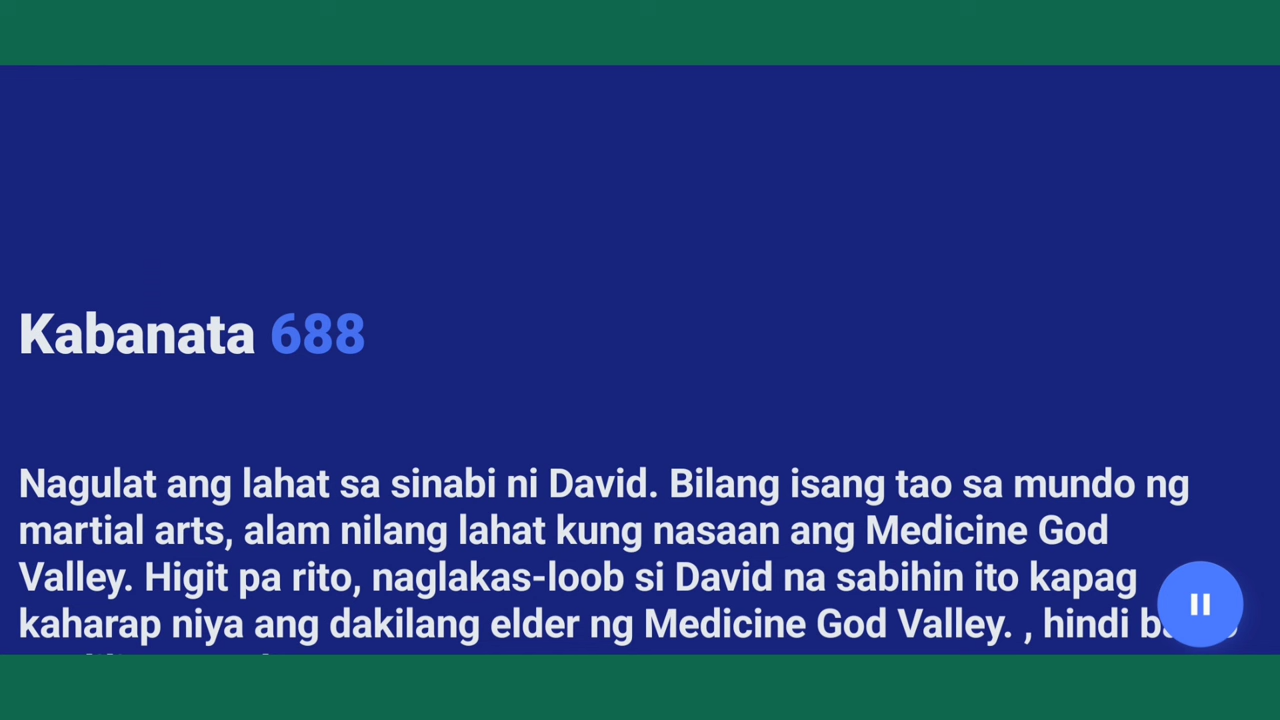 Kabanata 688
Nagulat ang lahat sa sinabi ni David. Bilang isang tao sa mundo ng
martial arts, alam nilang lahat kung nasaan ang Medicine God
Valley. Higit pa rito, naglakas-loob si David na sabihin ito kapag
kaharap niya ang dakilang elder ng Medicine God Valley. , hindi